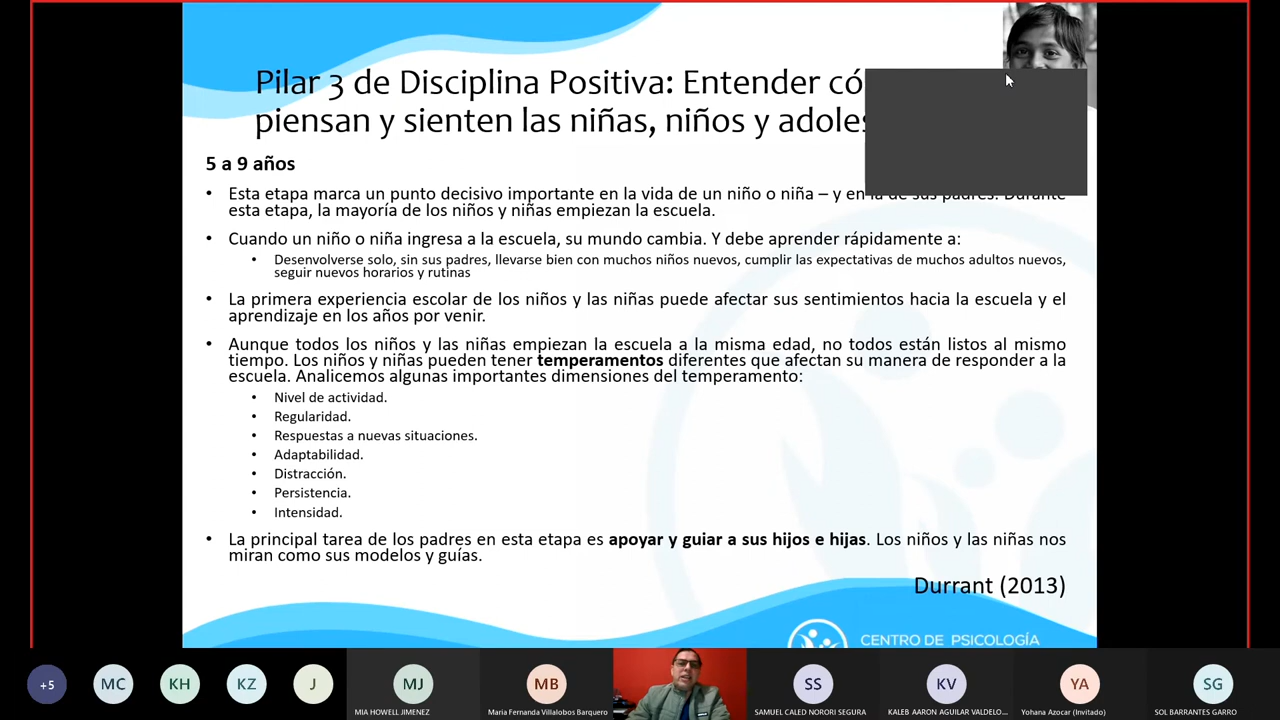 Pilar 3 de Disciplina Positiva: Entender có
piensan y sienten las niñas, niños y adoles
5 a 9 años
• Esta etapa marca un punto decisivo importante en la vida de un niño o niña – y en la de sus padres. Durante
esta etapa, la mayoría de los niños y niñas empiezan la escuela.
• Cuando un niño o niña ingresa a la escuela, su mundo cambia. Y debe aprender rápidamente a:
• Desenvolverse solo, sin sus padres, llevarse bien con muchos niños nuevos, cumplir las expectativas de muchos adultos nuevos,
seguir nuevos horarios y rutinas
• La primera experiencia escolar de los niños y las niñas puede afectar sus sentimientos hacia la escuela y el
aprendizaje en los años por venir.
• Aunque todos los niños y las niñas empiezan la escuela a la misma edad, no todos están listos al mismo
tiempo. Los niños y niñas pueden tener temperamentos diferentes que afectan su manera de responder a la
escuela. Analicemos algunas importantes dimensiones del temperamento:
• Nivel de actividad.
• Regularidad.
• Respuestas a nuevas situaciones.
• Adaptabilidad.
• Distracción.
• Persistencia.
• Intensidad.
• La principal tarea de los padres en esta etapa es apoyar y guiar a sus hijos e hijas. Los niños y las niñas nos
miran como sus modelos y guías.
Durrant (2013)
CENTRO DE PSICOLOGÍA
+5
MC
KH
KZ
J
MJ
MB
SS
KV
YA
SG
MIA HOWELL JIMENEZ
Maria Fernanda Villalobos Barquero
SAMUEL CALED NORORI SEGURA
KALEB AARON AGUILAR VALDELO...
Yohana Azocar (Invitado)
SOL BARRANTES GARRO